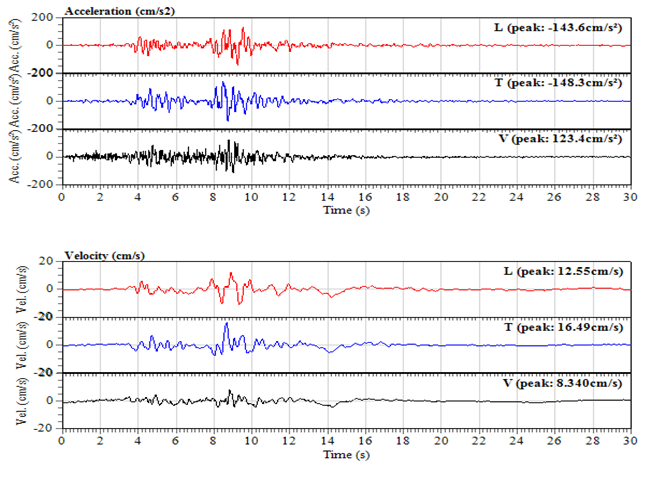 Acceleration (cm/s2)
200
L (peak: -143.6cm/s²)
0
Acc. (cm/s²)
-200
T (peak: -148.3cm/s²)
0
Acc. (cm/s²)
-200
V (peak: 123.4cm/s²)
0
Acc. (cm/s²)
-200
0 2 4 6 8 10 12 14 16 18 20 22 24 26 28 30
Time (s)
Velocity (cm/s)
20
L (peak: 12.55cm/s)
0
Vel. (cm/s)
-20
T (peak: 16.49cm/s)
0
Vel. (cm/s)
-20
V (peak: 8.340cm/s)
0
Vel. (cm/s)
-20
0 2 4 6 8 10 12 14 16 18 20 22 24 26 28 30
Time (s)